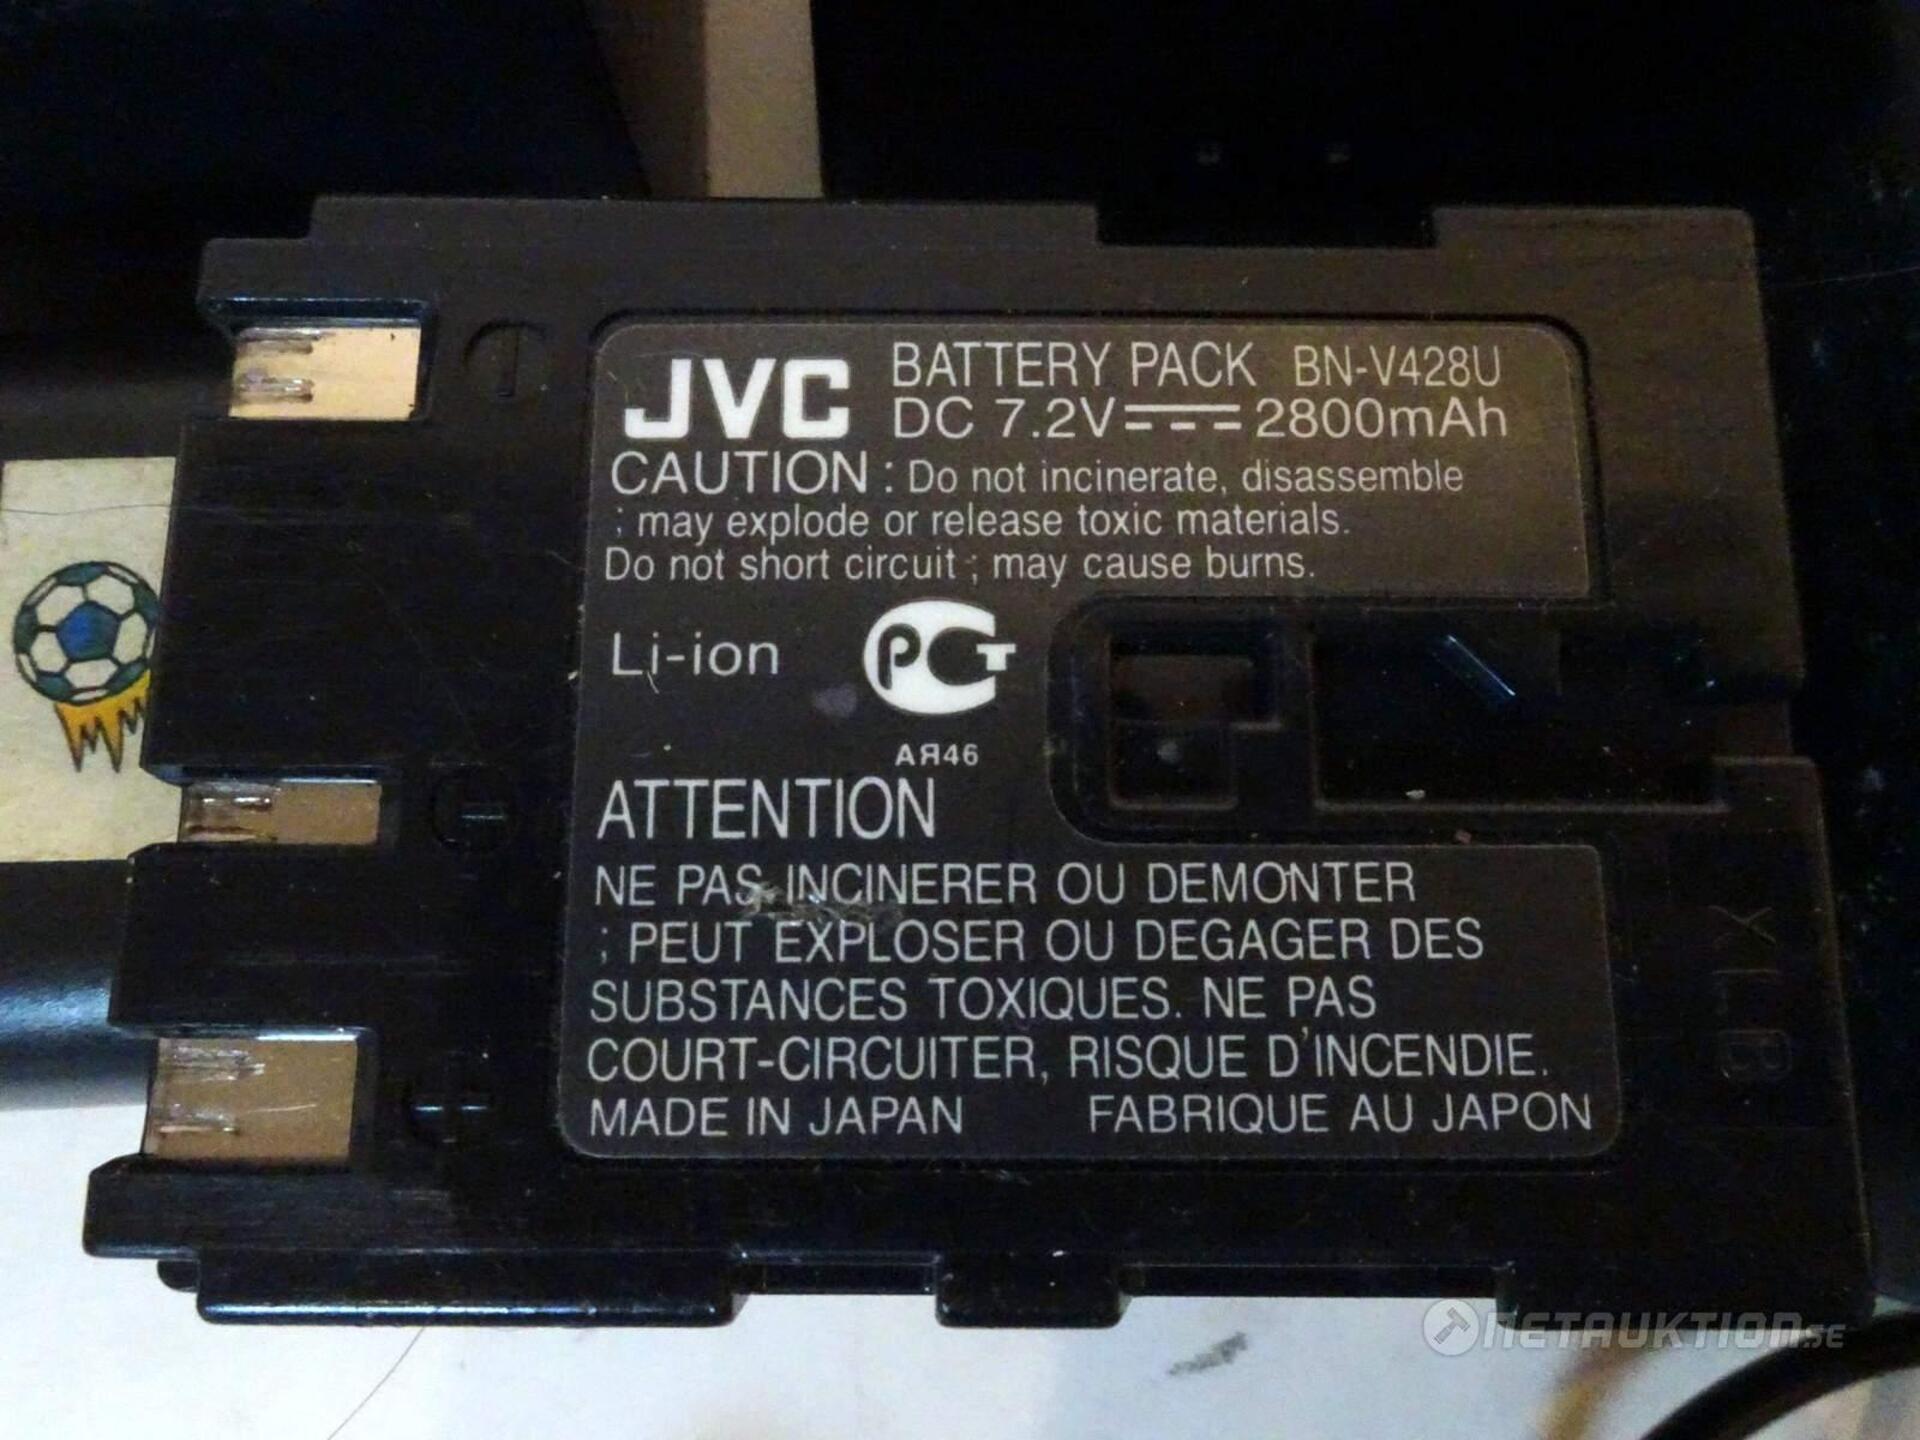 JVC BATTERY PACK BN-V428U
DC 7.2V 2800mAh
CAUTION : Do not incinerate, disassemble
; may explode or release toxic materials.
Do not short circuit ; may cause burns.
Li-ion
РСТ
АЯ46
ATTENTION
NE PAS INCINERER OU DEMONTER
; PEUT EXPLOSER OU DEGAGER DES
SUBSTANCES TOXIQUES. NE PAS
COURT-CIRCUITER, RISQUE D'INCENDIE.
MADE IN JAPAN FABRIQUE AU JAPON
NETAUKTION.SE